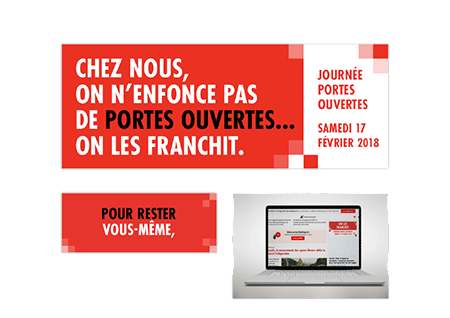 CHEZ NOUS,
ON N'ENFONCE PAS
DE PORTES OUVERTES...
ON LES FRANCHIT.
JOURNÉE
PORTES
OUVERTES
SAMEDI 17
FÉVRIER 2018
POUR RESTER
VOUS-MÊME,